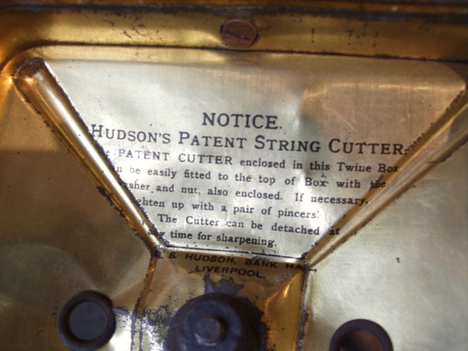 NOTICE.
HUDSON'S PATENT STRING CUTTER.
PATENT CUTTER enclosed in this Twine Box
be easily fitted to the top of Box with the
and nut, also enclosed. If necessary,
up with a pair of pincers.
The Cutter can be detached at
time for sharpening.
S. HUDSON, BANK
LIVERPOOL.